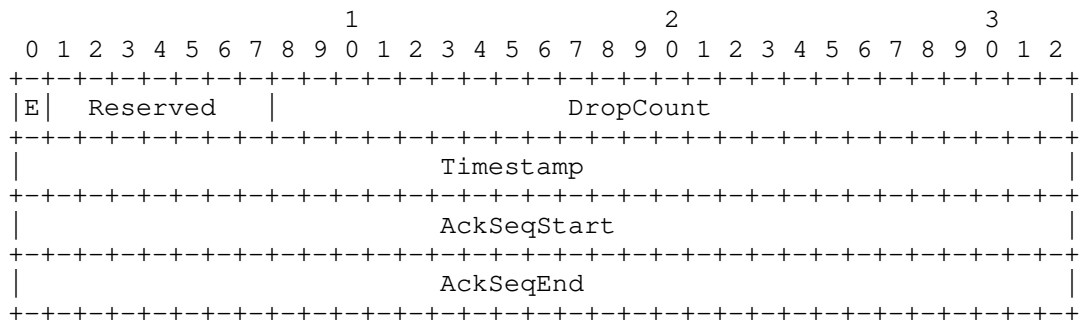 1                   2                   3
 0 1 2 3 4 5 6 7 8 9 0 1 2 3 4 5 6 7 8 9 0 1 2 3 4 5 6 7 8 9 0 1 2
+-+-+-+-+-+-+-+-+-+-+-+-+-+-+-+-+-+-+-+-+-+-+-+-+-+-+-+-+-+-+-+-+-+
|E|  Reserved   |                  DropCount                      |
+-+-+-+-+-+-+-+-+-+-+-+-+-+-+-+-+-+-+-+-+-+-+-+-+-+-+-+-+-+-+-+-+-+
|                          Timestamp                              |
+-+-+-+-+-+-+-+-+-+-+-+-+-+-+-+-+-+-+-+-+-+-+-+-+-+-+-+-+-+-+-+-+-+
|                          AckSeqStart                            |
+-+-+-+-+-+-+-+-+-+-+-+-+-+-+-+-+-+-+-+-+-+-+-+-+-+-+-+-+-+-+-+-+-+
|                          AckSeqEnd                              |
+-+-+-+-+-+-+-+-+-+-+-+-+-+-+-+-+-+-+-+-+-+-+-+-+-+-+-+-+-+-+-+-+-+